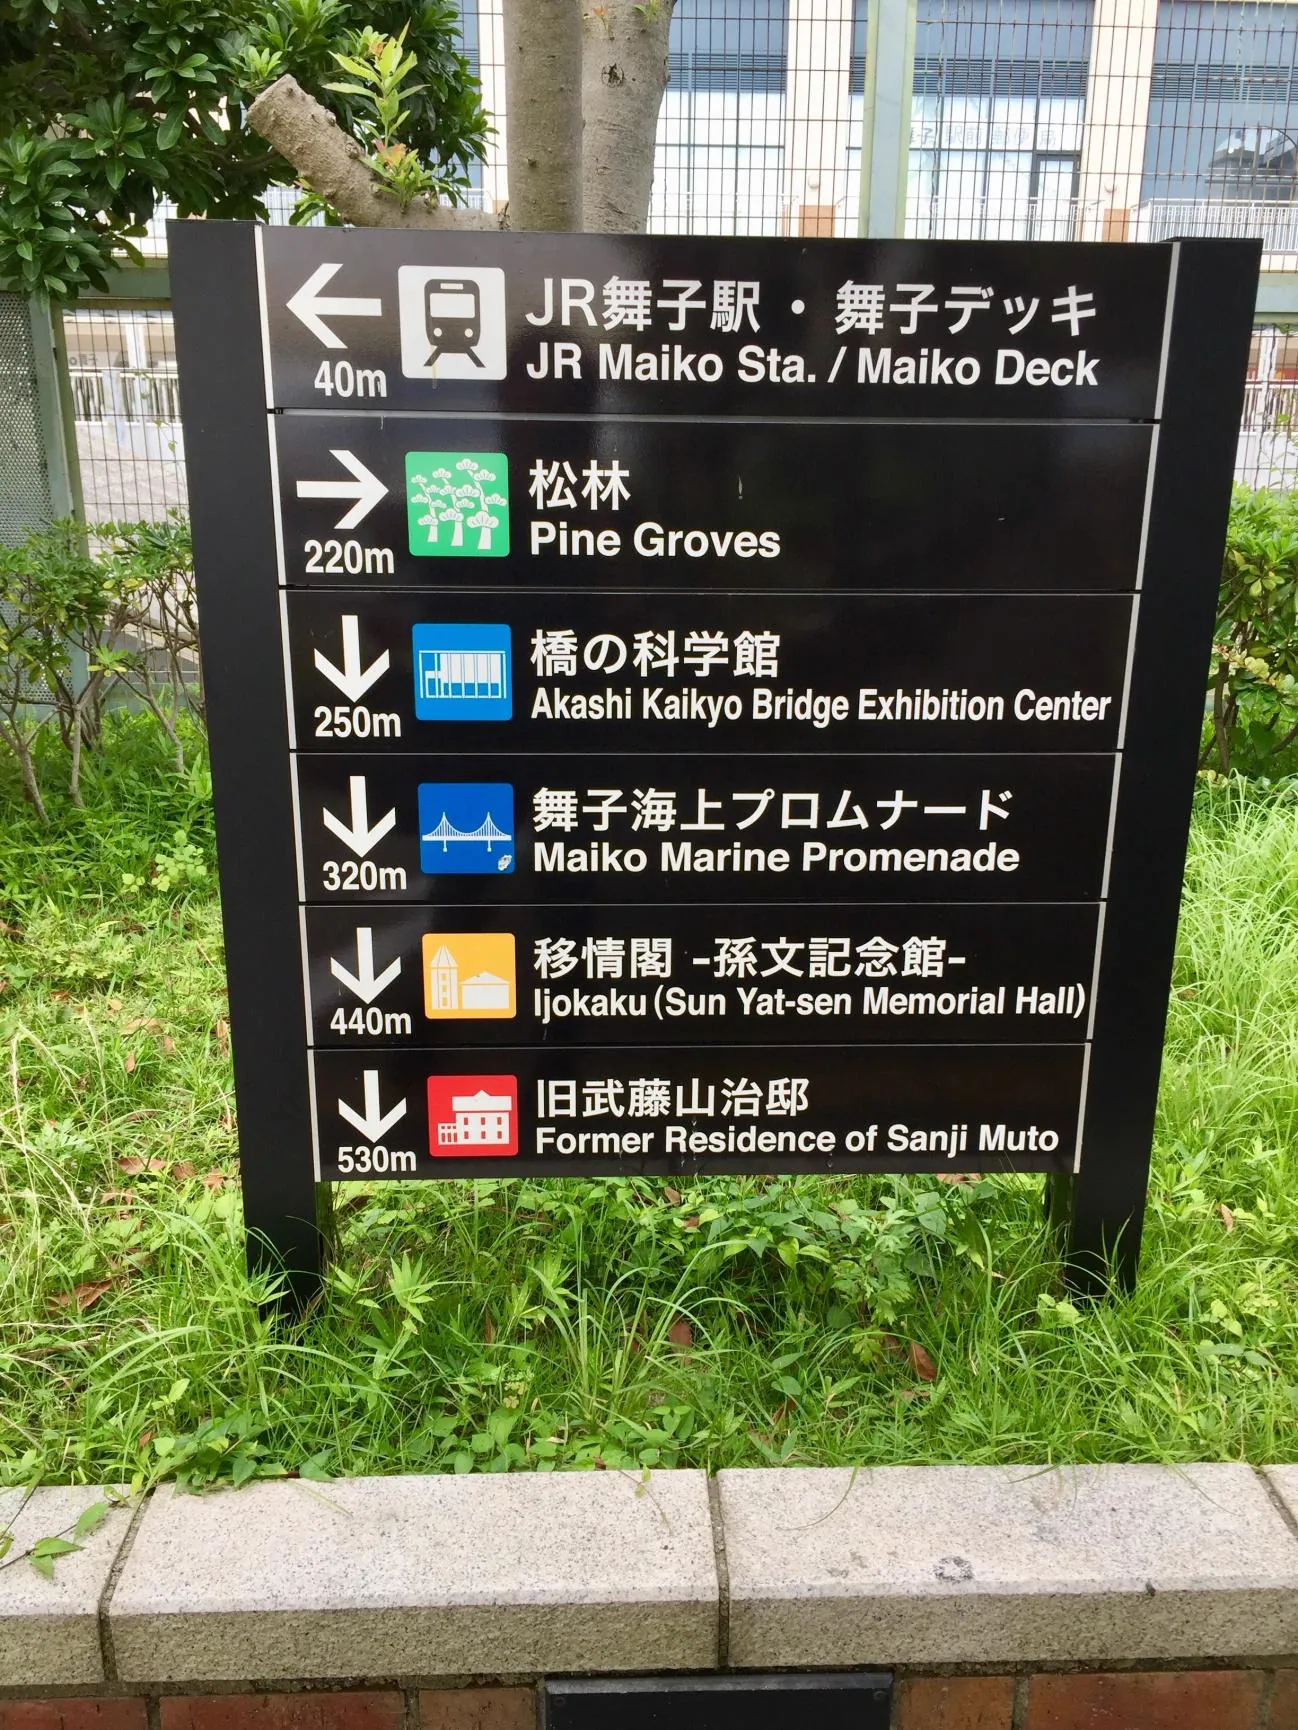 JR舞子駅 ・ 舞子デッキ
JR Maiko Sta. / Maiko Deck
40m
松林
Pine Groves
220m
橋の科学館
Akashi Kaikyo Bridge Exhibition Center
250m
舞子海上プロムナード
Maiko Marine Promenade
320m
移情閣 -孫文記念館-
Ijokaku (Sun Yat-sen Memorial Hall)
440m
旧武藤山治邸
Former Residence of Sanji Muto
530m